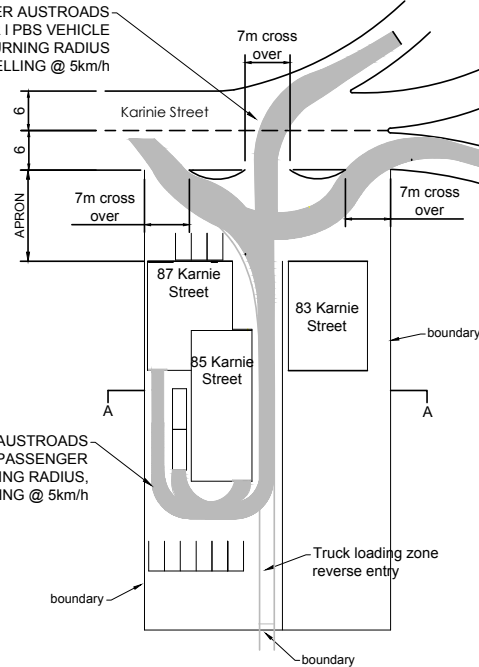 ER AUSTROADS
I PBS VEHICLE
URNING RADIUS
ELLING @ 5km/h
7m cross
over
Karinie Street
6
6
APRON
7m cross
over
7m cross
over
87 Karnie
Street
83 Karnie
Street
85 Karnie
Street
boundary
A
A
AUSTROADS
PASSENGER
ING RADIUS,
ING @ 5km/h
Truck loading zone
reverse entry
boundary
boundary